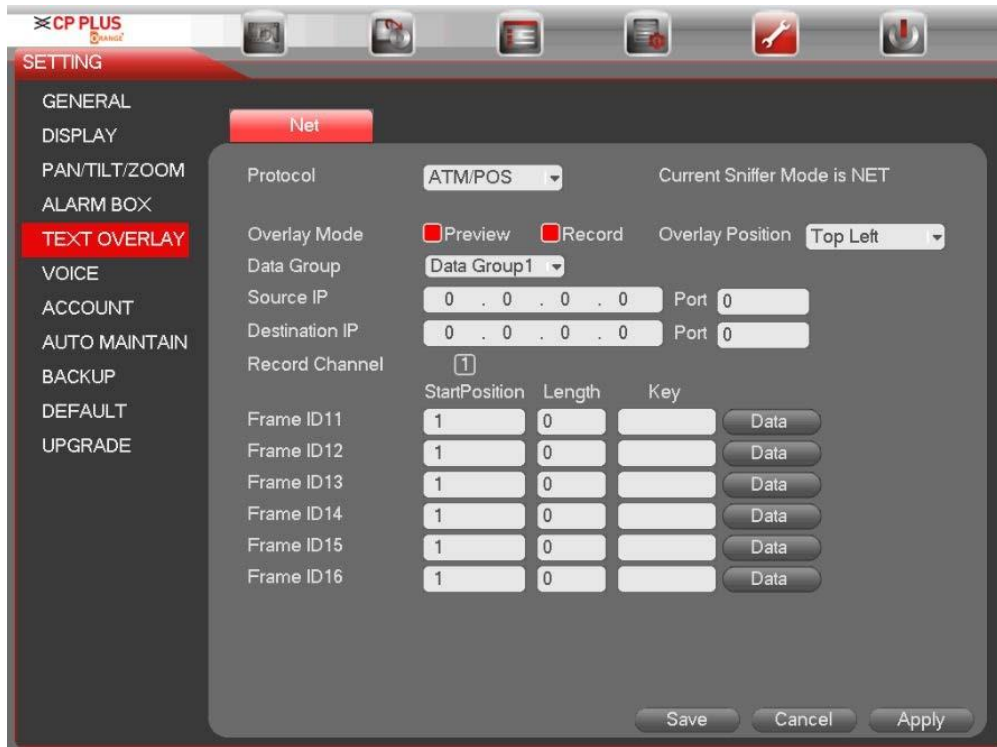 CP PLUS
ORANGE
SETTING
GENERAL
DISPLAY
PAN/TILT/ZOOM
ALARM BOX
TEXT OVERLAY
VOICE
ACCOUNT
AUTO MAINTAIN
BACKUP
DEFAULT
UPGRADE
Net
Protocol ATM/POS Current Sniffer Mode is NET
Overlay Mode Preview Record Overlay Position Top Left
Data Group Data Group1
Source IP 0 . 0 . 0 . 0 Port 0
Destination IP 0 . 0 . 0 . 0 Port 0
Record Channel 1
StartPosition Length Key
Frame ID11 1 0 Data
Frame ID12 1 0 Data
Frame ID13 1 0 Data
Frame ID14 1 0 Data
Frame ID15 1 0 Data
Frame ID16 1 0 Data
Save Cancel Apply